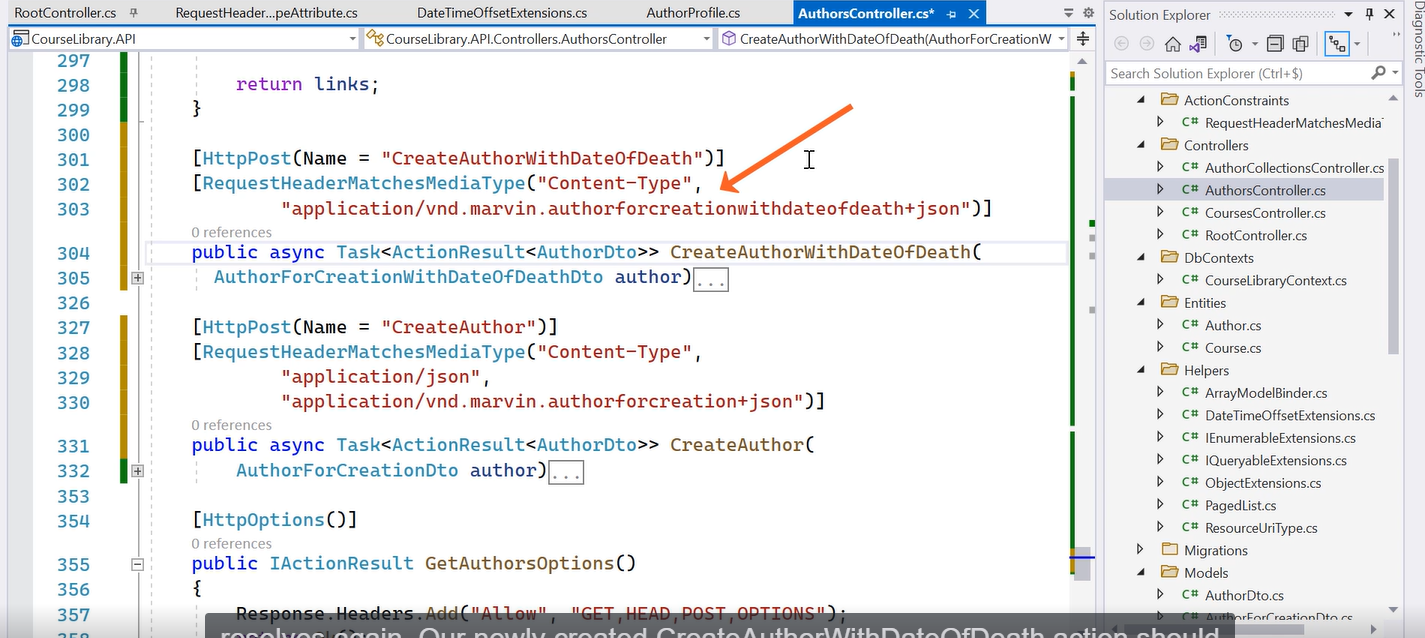 RootController.cs
RequestHeader...peAttribute.cs
DateTimeOffsetExtensions.cs
AuthorProfile.cs
AuthorsController.cs*
CourseLibrary.API
CourseLibrary.API.Controllers.AuthorsController
CreateAuthorWithDateOfDeath(AuthorForCreationW
297
298 return links;
299 }
300
301 [HttpPost(Name = "CreateAuthorWithDateOfDeath")]
302 [RequestHeaderMatchesMediaType("Content-Type",
303 "application/vnd.marvin.authorforcreationwithdateofdeath+json")]
0 references
304 public async Task<ActionResult<AuthorDto>> CreateAuthorWithDateOfDeath(
305 AuthorForCreationWithDateOfDeathDto author)...
326
327 [HttpPost(Name = "CreateAuthor")]
328 [RequestHeaderMatchesMediaType("Content-Type",
329 "application/json",
330 "application/vnd.marvin.authorforcreation+json")]
0 references
331 public async Task<ActionResult<AuthorDto>> CreateAuthor(
332 AuthorForCreationDto author)...
353
354 [HttpOptions()]
0 references
355 public IActionResult GetAuthorsOptions()
356 {
357 Response.Headers.Add("Allow", "GET,HEAD,POST,OPTIONS");
358
resolved again. Our newly created CreateAuthorWithDateOfDeath action should
Solution Explorer
Search Solution Explorer (Ctrl+$)
ActionConstraints
C# RequestHeaderMatchesMedia
Controllers
C# AuthorCollectionsController.cs
C# AuthorsController.cs
C# CoursesController.cs
C# RootController.cs
DbContexts
C# CourseLibraryContext.cs
Entities
C# Author.cs
C# Course.cs
Helpers
C# ArrayModelBinder.cs
C# DateTimeOffsetExtensions.cs
C# IEnumerableExtensions.cs
C# IQueryableExtensions.cs
C# ObjectExtensions.cs
C# PagedList.cs
C# ResourceUriType.cs
Migrations
Models
C# AuthorDto.cs
C# AuthorForCreationDto.cs
Diagnostic Tools